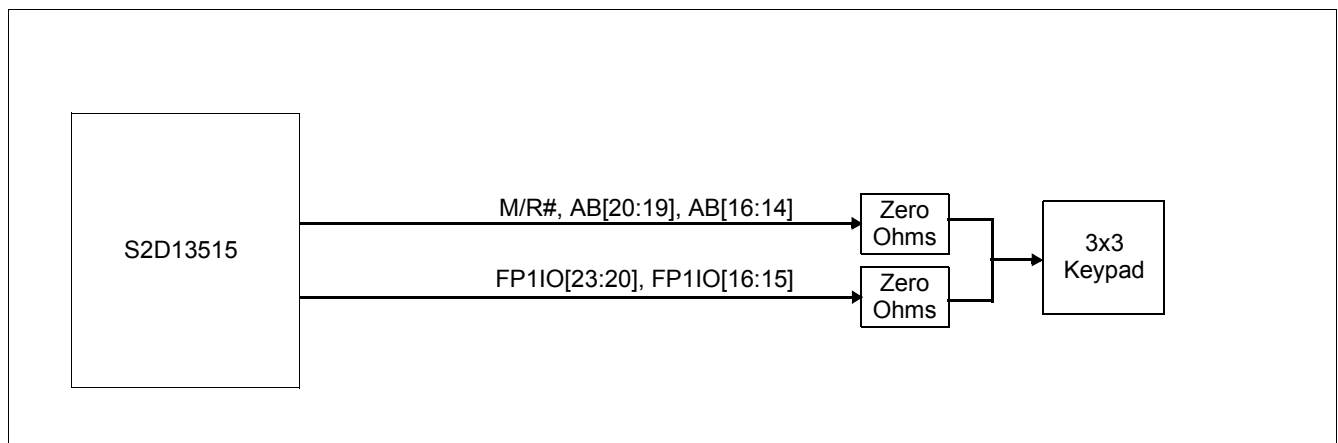 S2D13515
M/R#, AB[20:19], AB[16:14]
Zero
Ohms
FP1IO[23:20], FP1IO[16:15]
Zero
Ohms
3x3
Keypad